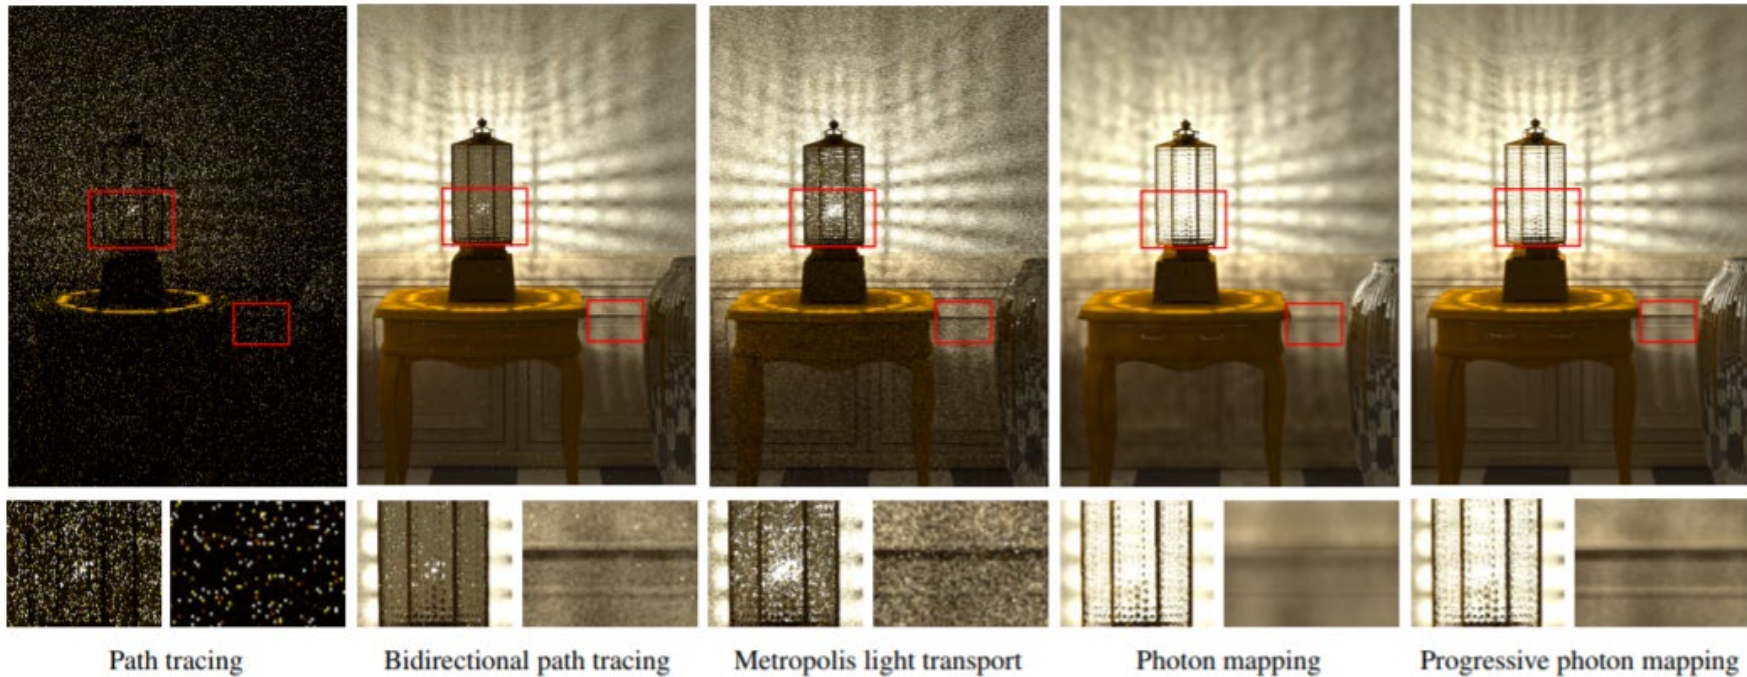 Path tracing
Bidirectional path tracing
Metropolis light transport
Photon mapping
Progressive photon mapping